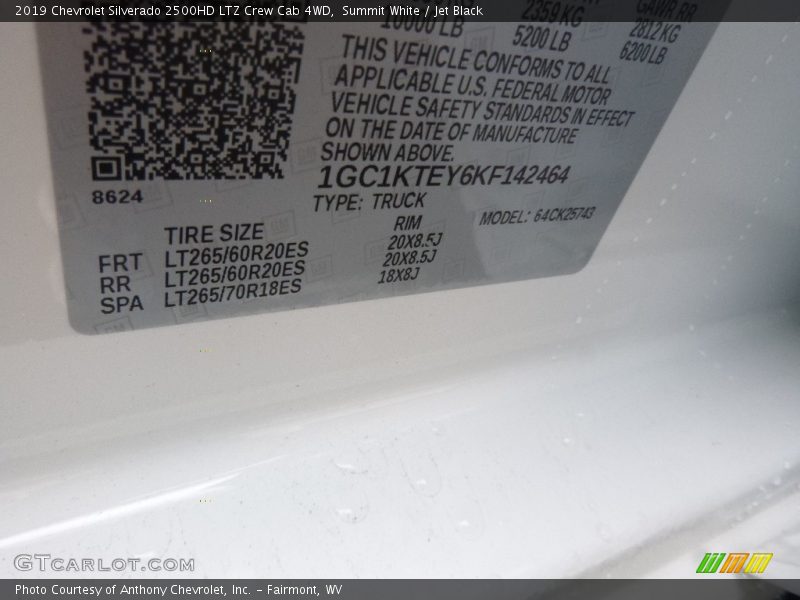 2019 Chevrolet Silverado 2500HD LTZ Crew Cab 4WD, Summit White / Jet Black
GAWR RR
2359 KG
2812 KG
10000 LB
5200 LB
6200 LB
THIS VEHICLE CONFORMS TO ALL
APPLICABLE U.S. FEDERAL MOTOR
VEHICLE SAFETY STANDARDS IN EFFECT
ON THE DATE OF MANUFACTURE
SHOWN ABOVE.
1GC1KTEY6KF142464
8624
TYPE: TRUCK
MODEL: 64CK25743
TIRE SIZE RIM
FRT LT265/60R20ES 20X8.5J
RR LT265/60R20ES 20X8.5J
SPA LT265/70R18ES 18X8J
GTCARLOT.COM
Photo Courtesy of Anthony Chevrolet, Inc. – Fairmont, WV